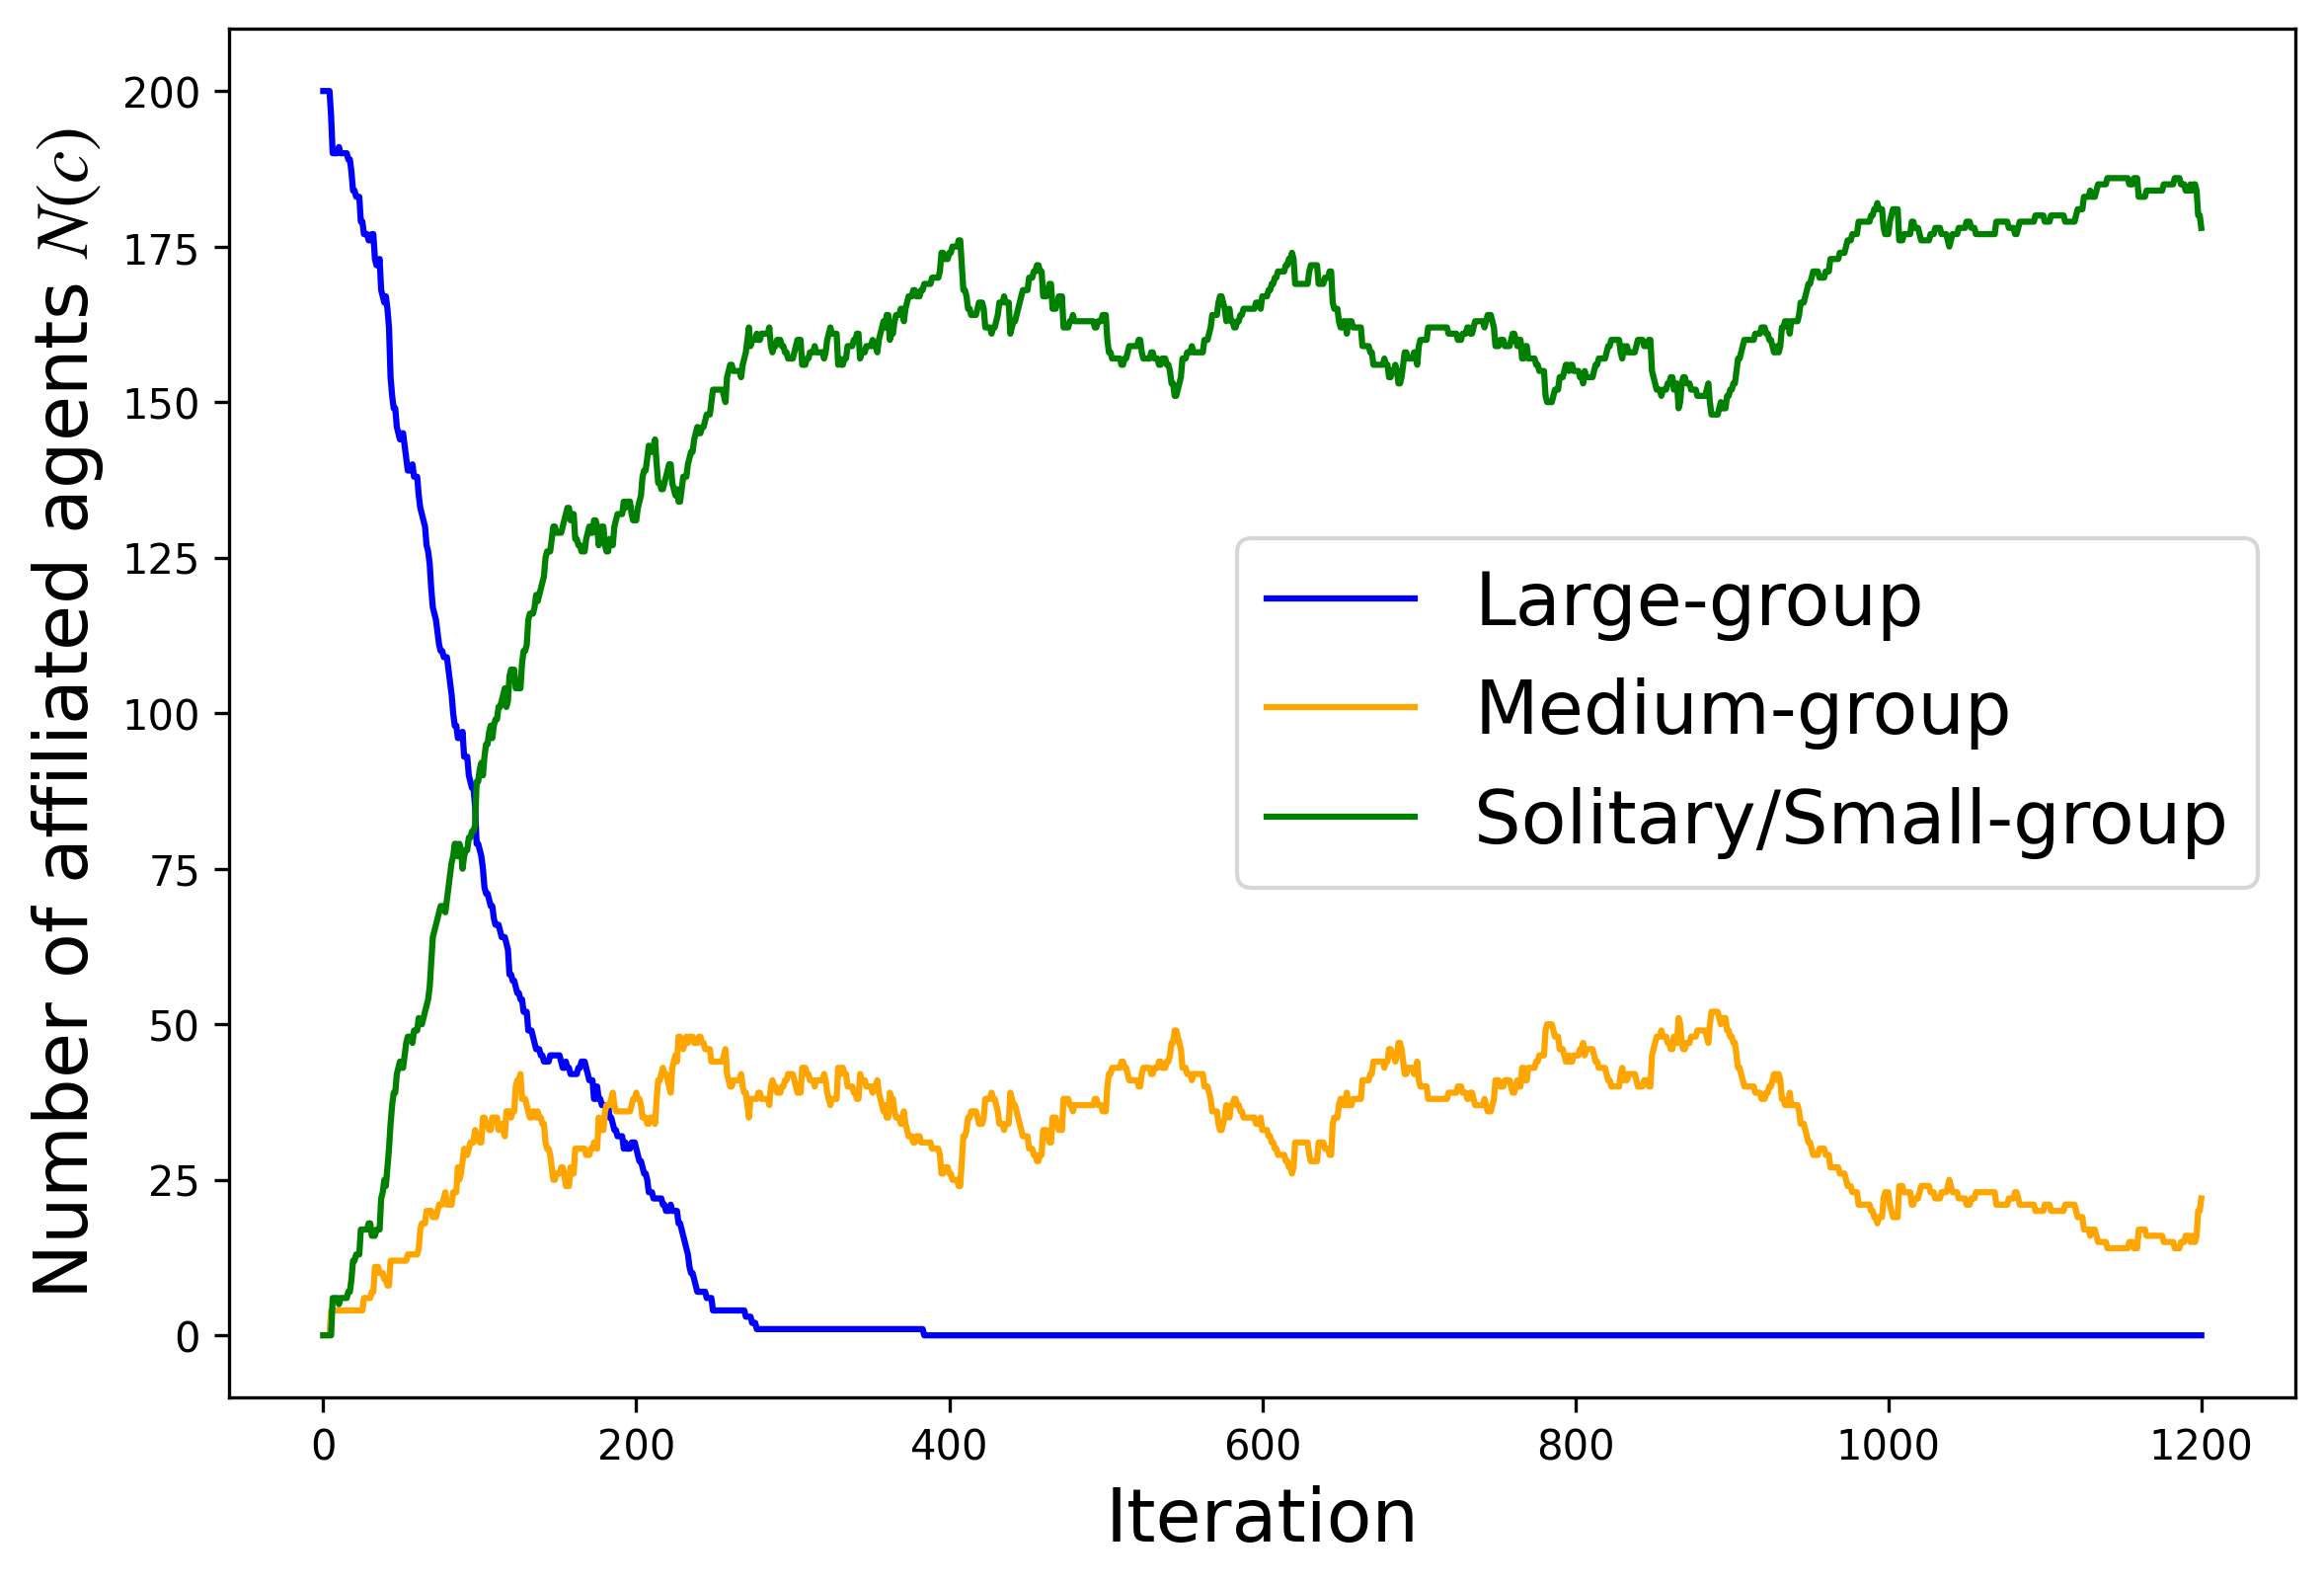 Number of affiliated agents N(c)
200
175
150
125
100
75
50
25
0
Large-group
Medium-group
Solitary/Small-group
0 200 400 600 800 1000 1200
Iteration